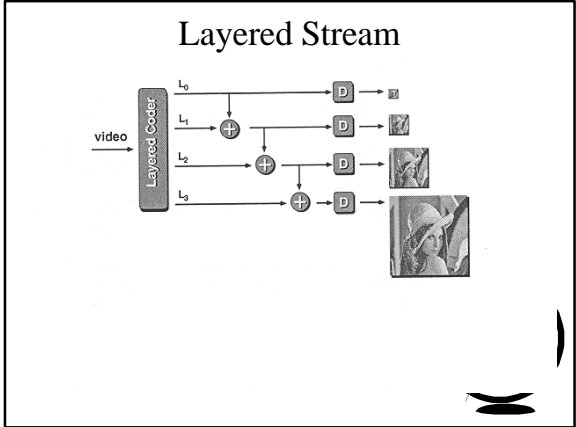 Layered Stream
L0
D
L1
video
Layered Coder
+
D
L2
+
D
L3
+
D